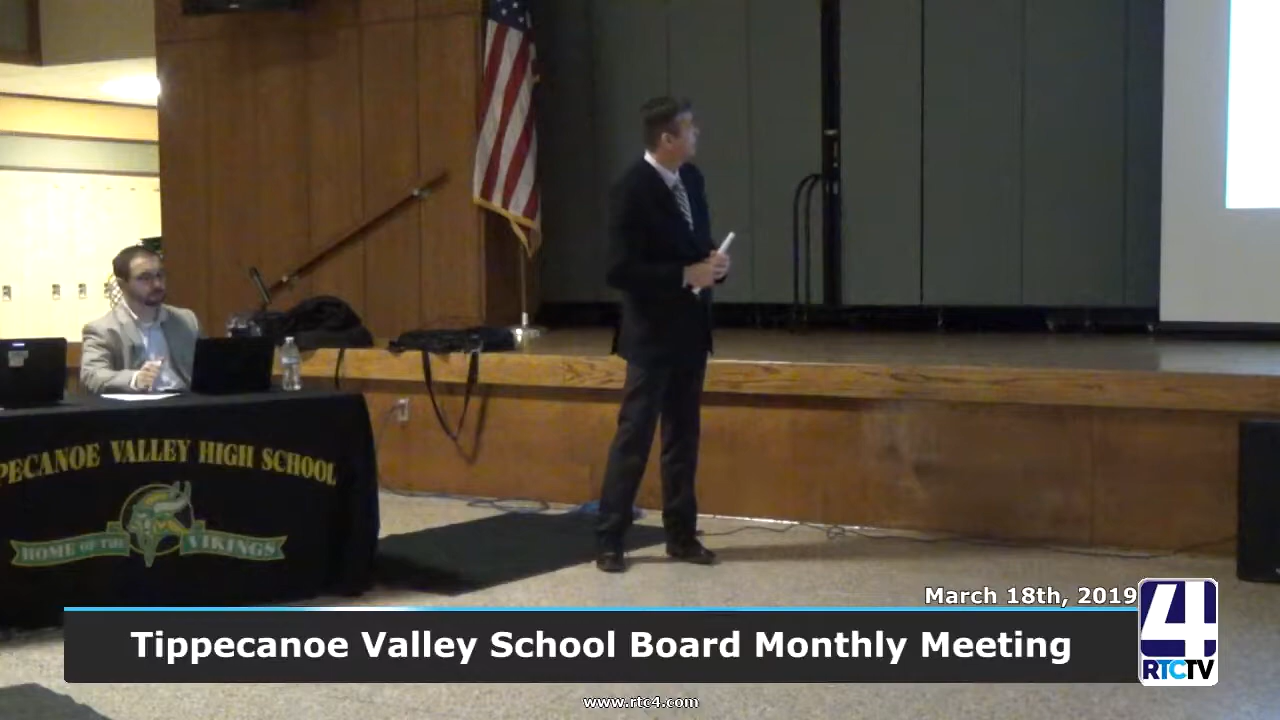 PECANOE VALLEY HIGH SCHOOL
HOME OF THE VIKINGS
March 18th, 2019
Tippecanoe Valley School Board Monthly Meeting
4
RTCTV
www.rtc4.com